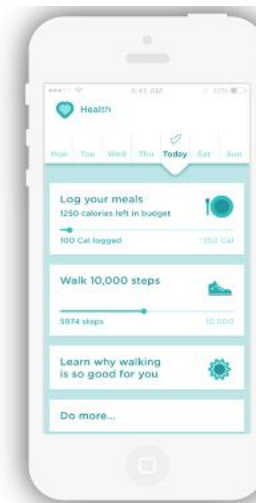 9:41 AM
Health
Mon Tue Wed Thu Today Sat Sun
Log your meals
1250 calories left in budget
100 Cal logged 1350 Cal
Walk 10,000 steps
5974 steps 10,000
Learn why walking
is so good for you
Do more...